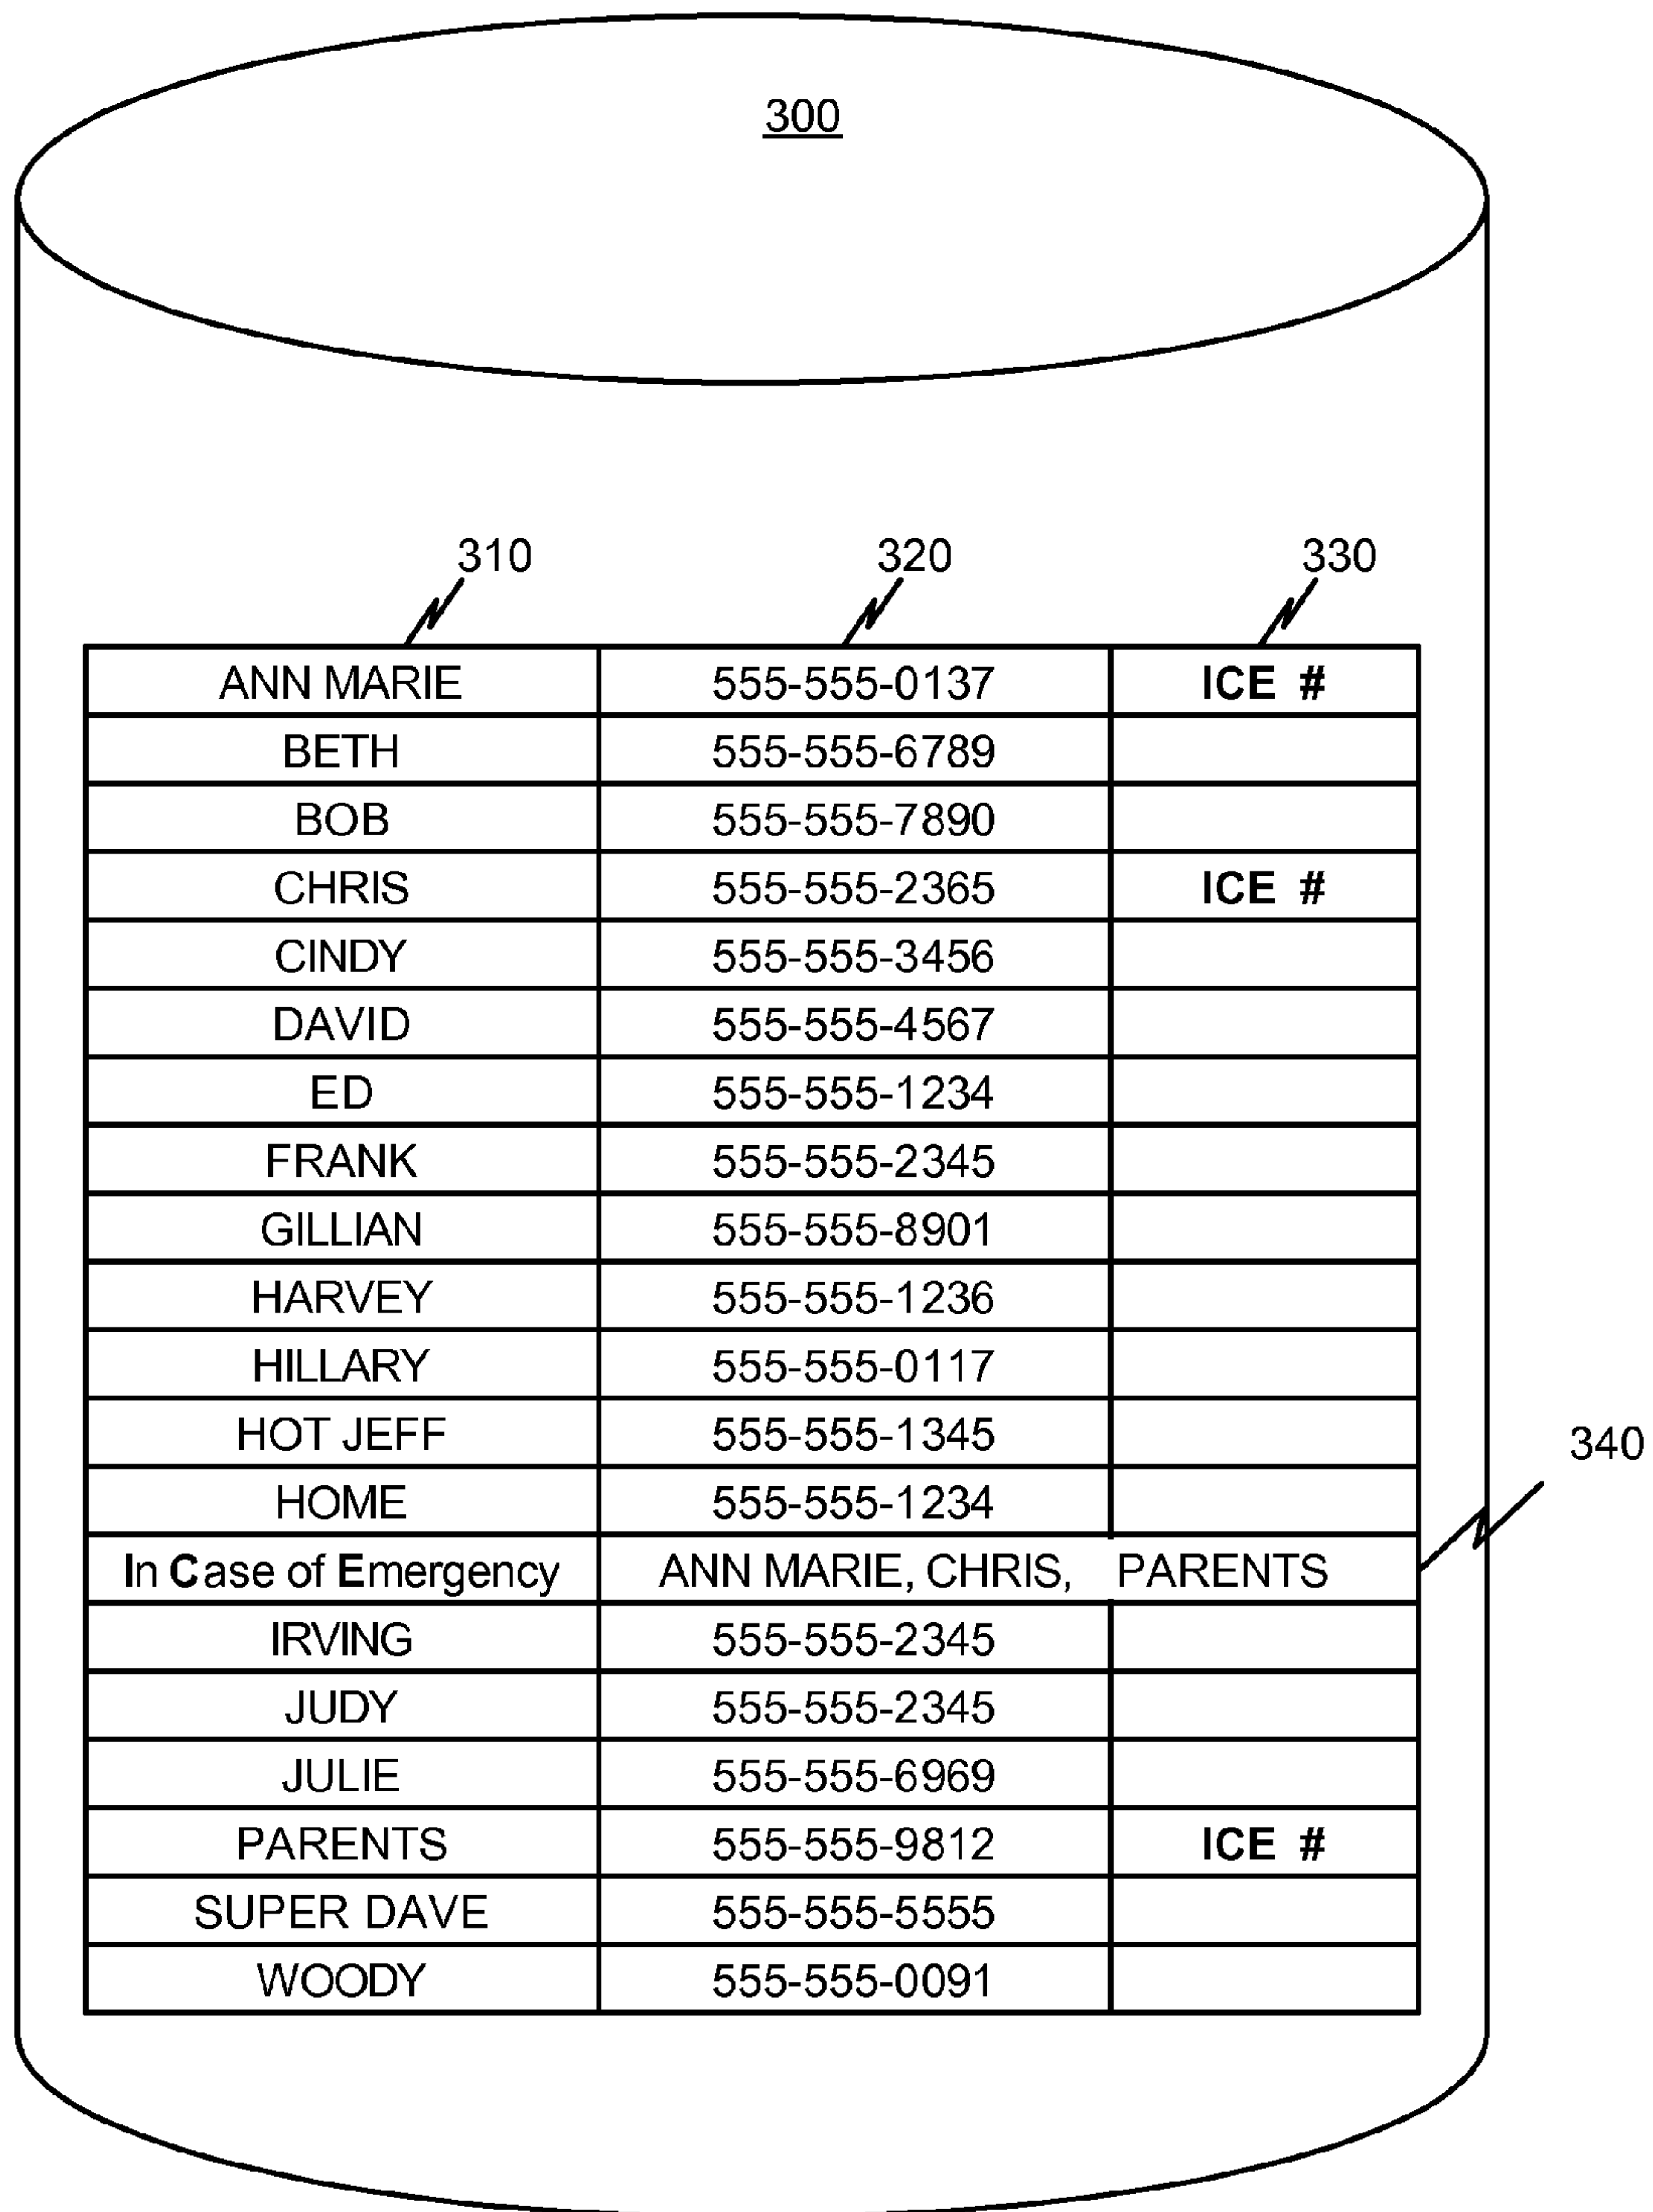 300
310 320 330
ANN MARIE 555-555-0137 ICE #
BETH 555-555-6789
BOB 555-555-7890
CHRIS 555-555-2365 ICE #
CINDY 555-555-3456
DAVID 555-555-4567
ED 555-555-1234
FRANK 555-555-2345
GILLIAN 555-555-8901
HARVEY 555-555-1236
HILLARY 555-555-0117
HOT JEFF 555-555-1345
340
HOME 555-555-1234
In Case of Emergency ANN MARIE, CHRIS, PARENTS
IRVING 555-555-2345
JUDY 555-555-2345
JULIE 555-555-6969
PARENTS 555-555-9812 ICE #
SUPER DAVE 555-555-5555
WOODY 555-555-0091